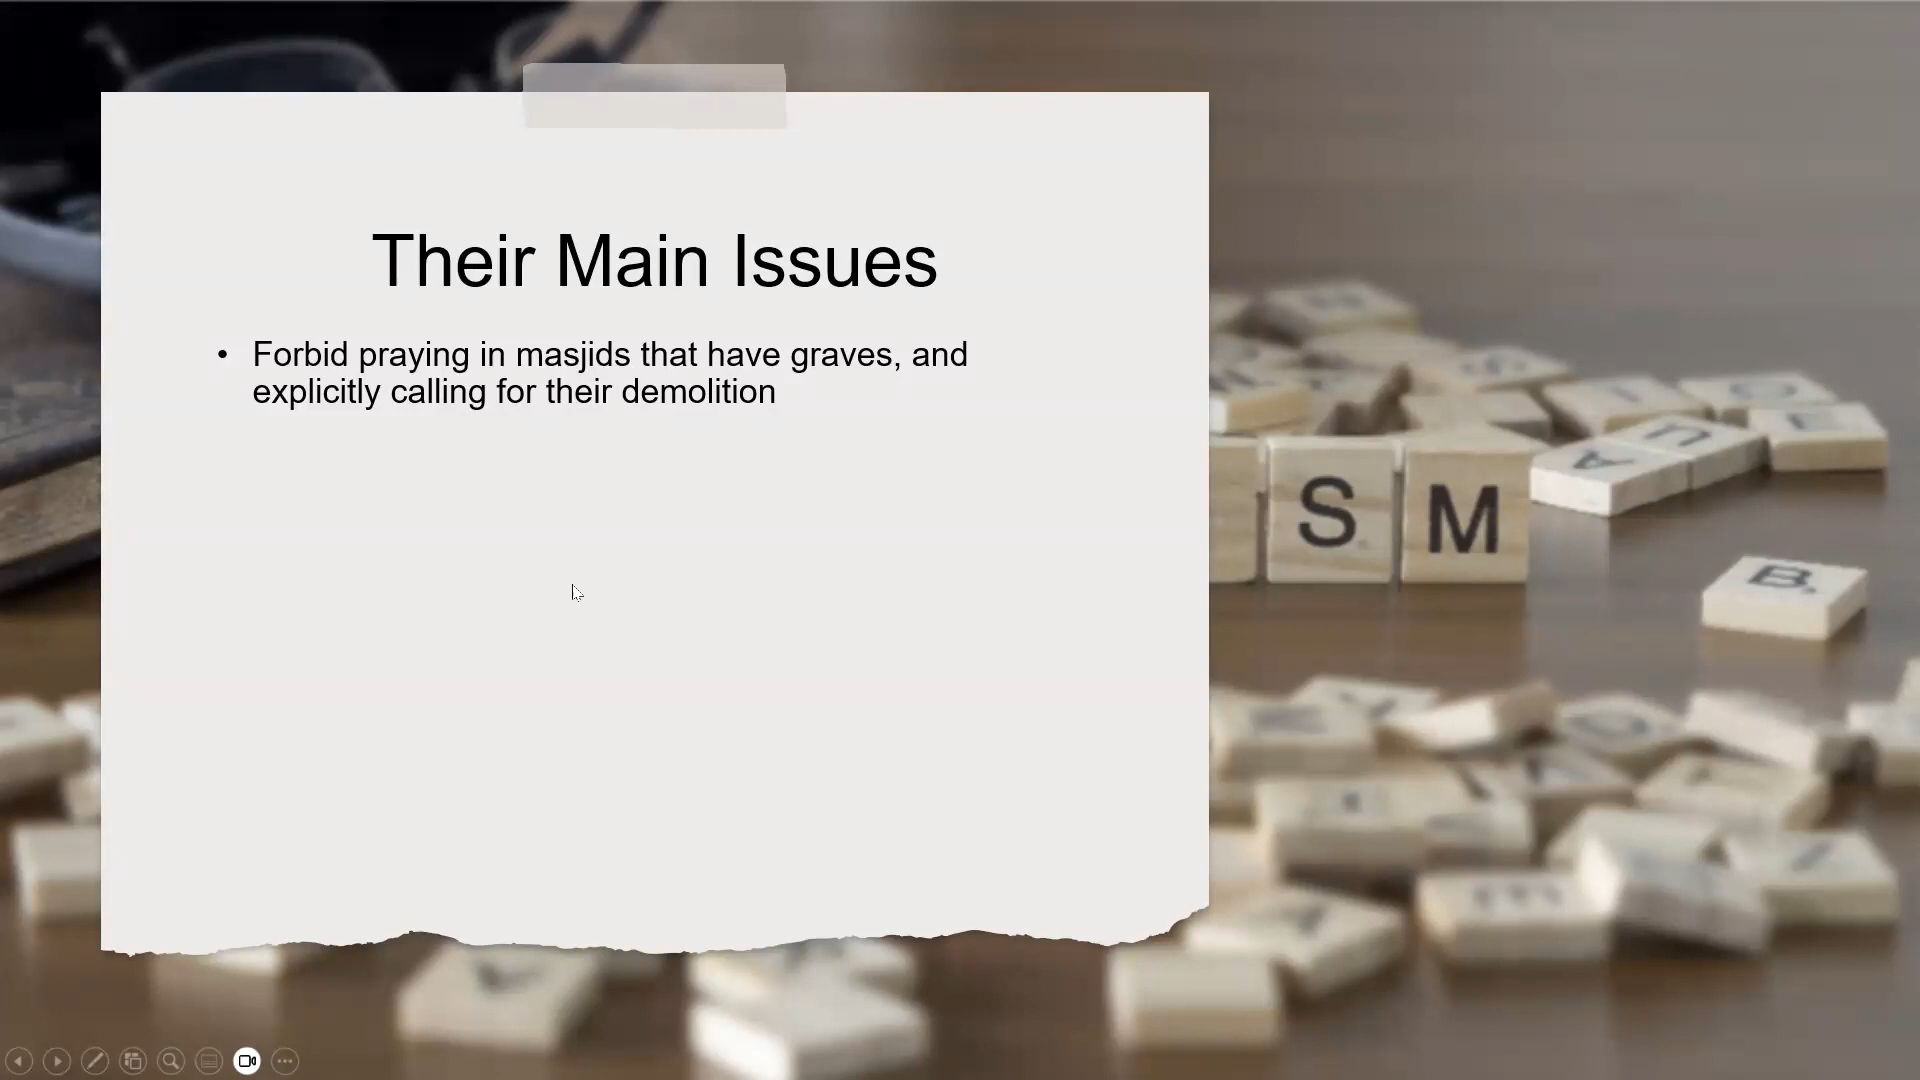 Their Main Issues
• Forbid praying in masjids that have graves, and
explicitly calling for their demolition
S
M
A
U
B